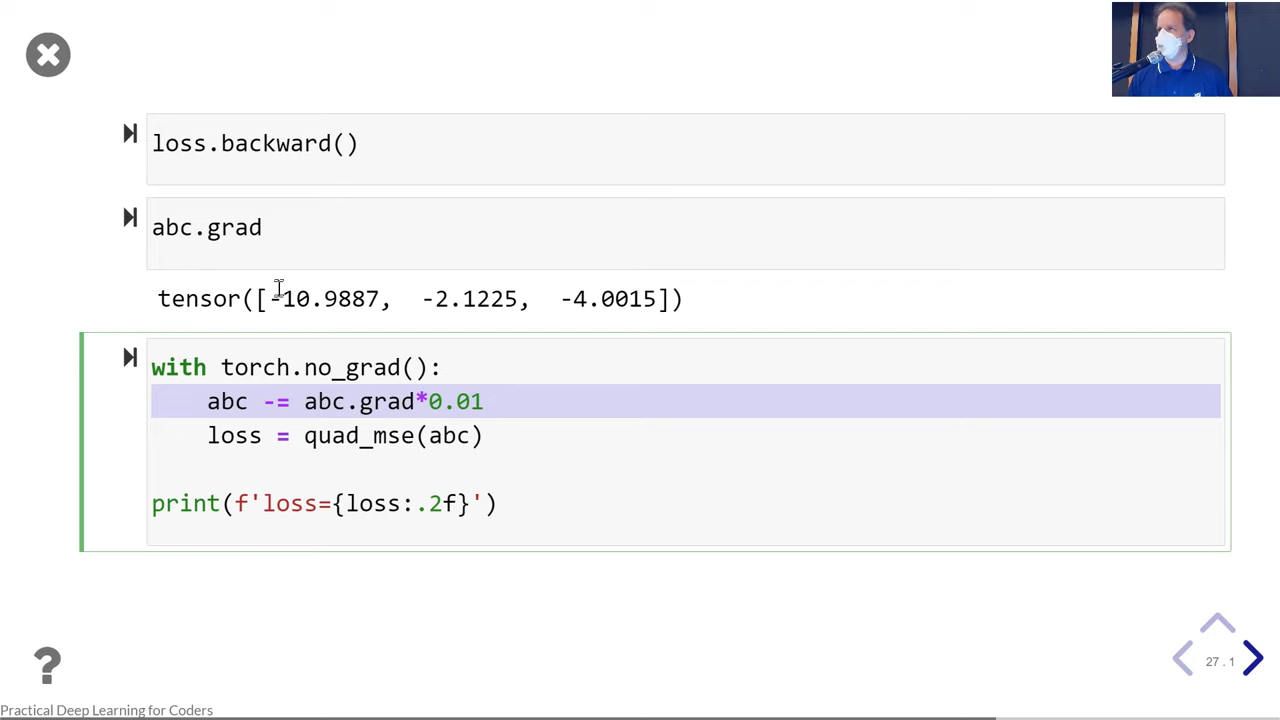 loss.backward()
abc.grad
tensor([-10.9887,  -2.1225,  -4.0015])
with torch.no_grad():
    abc -= abc.grad*0.01
    loss = quad_mse(abc)
print(f'loss={loss:.2f}')
?
27 . 1
Practical Deep Learning for Coders